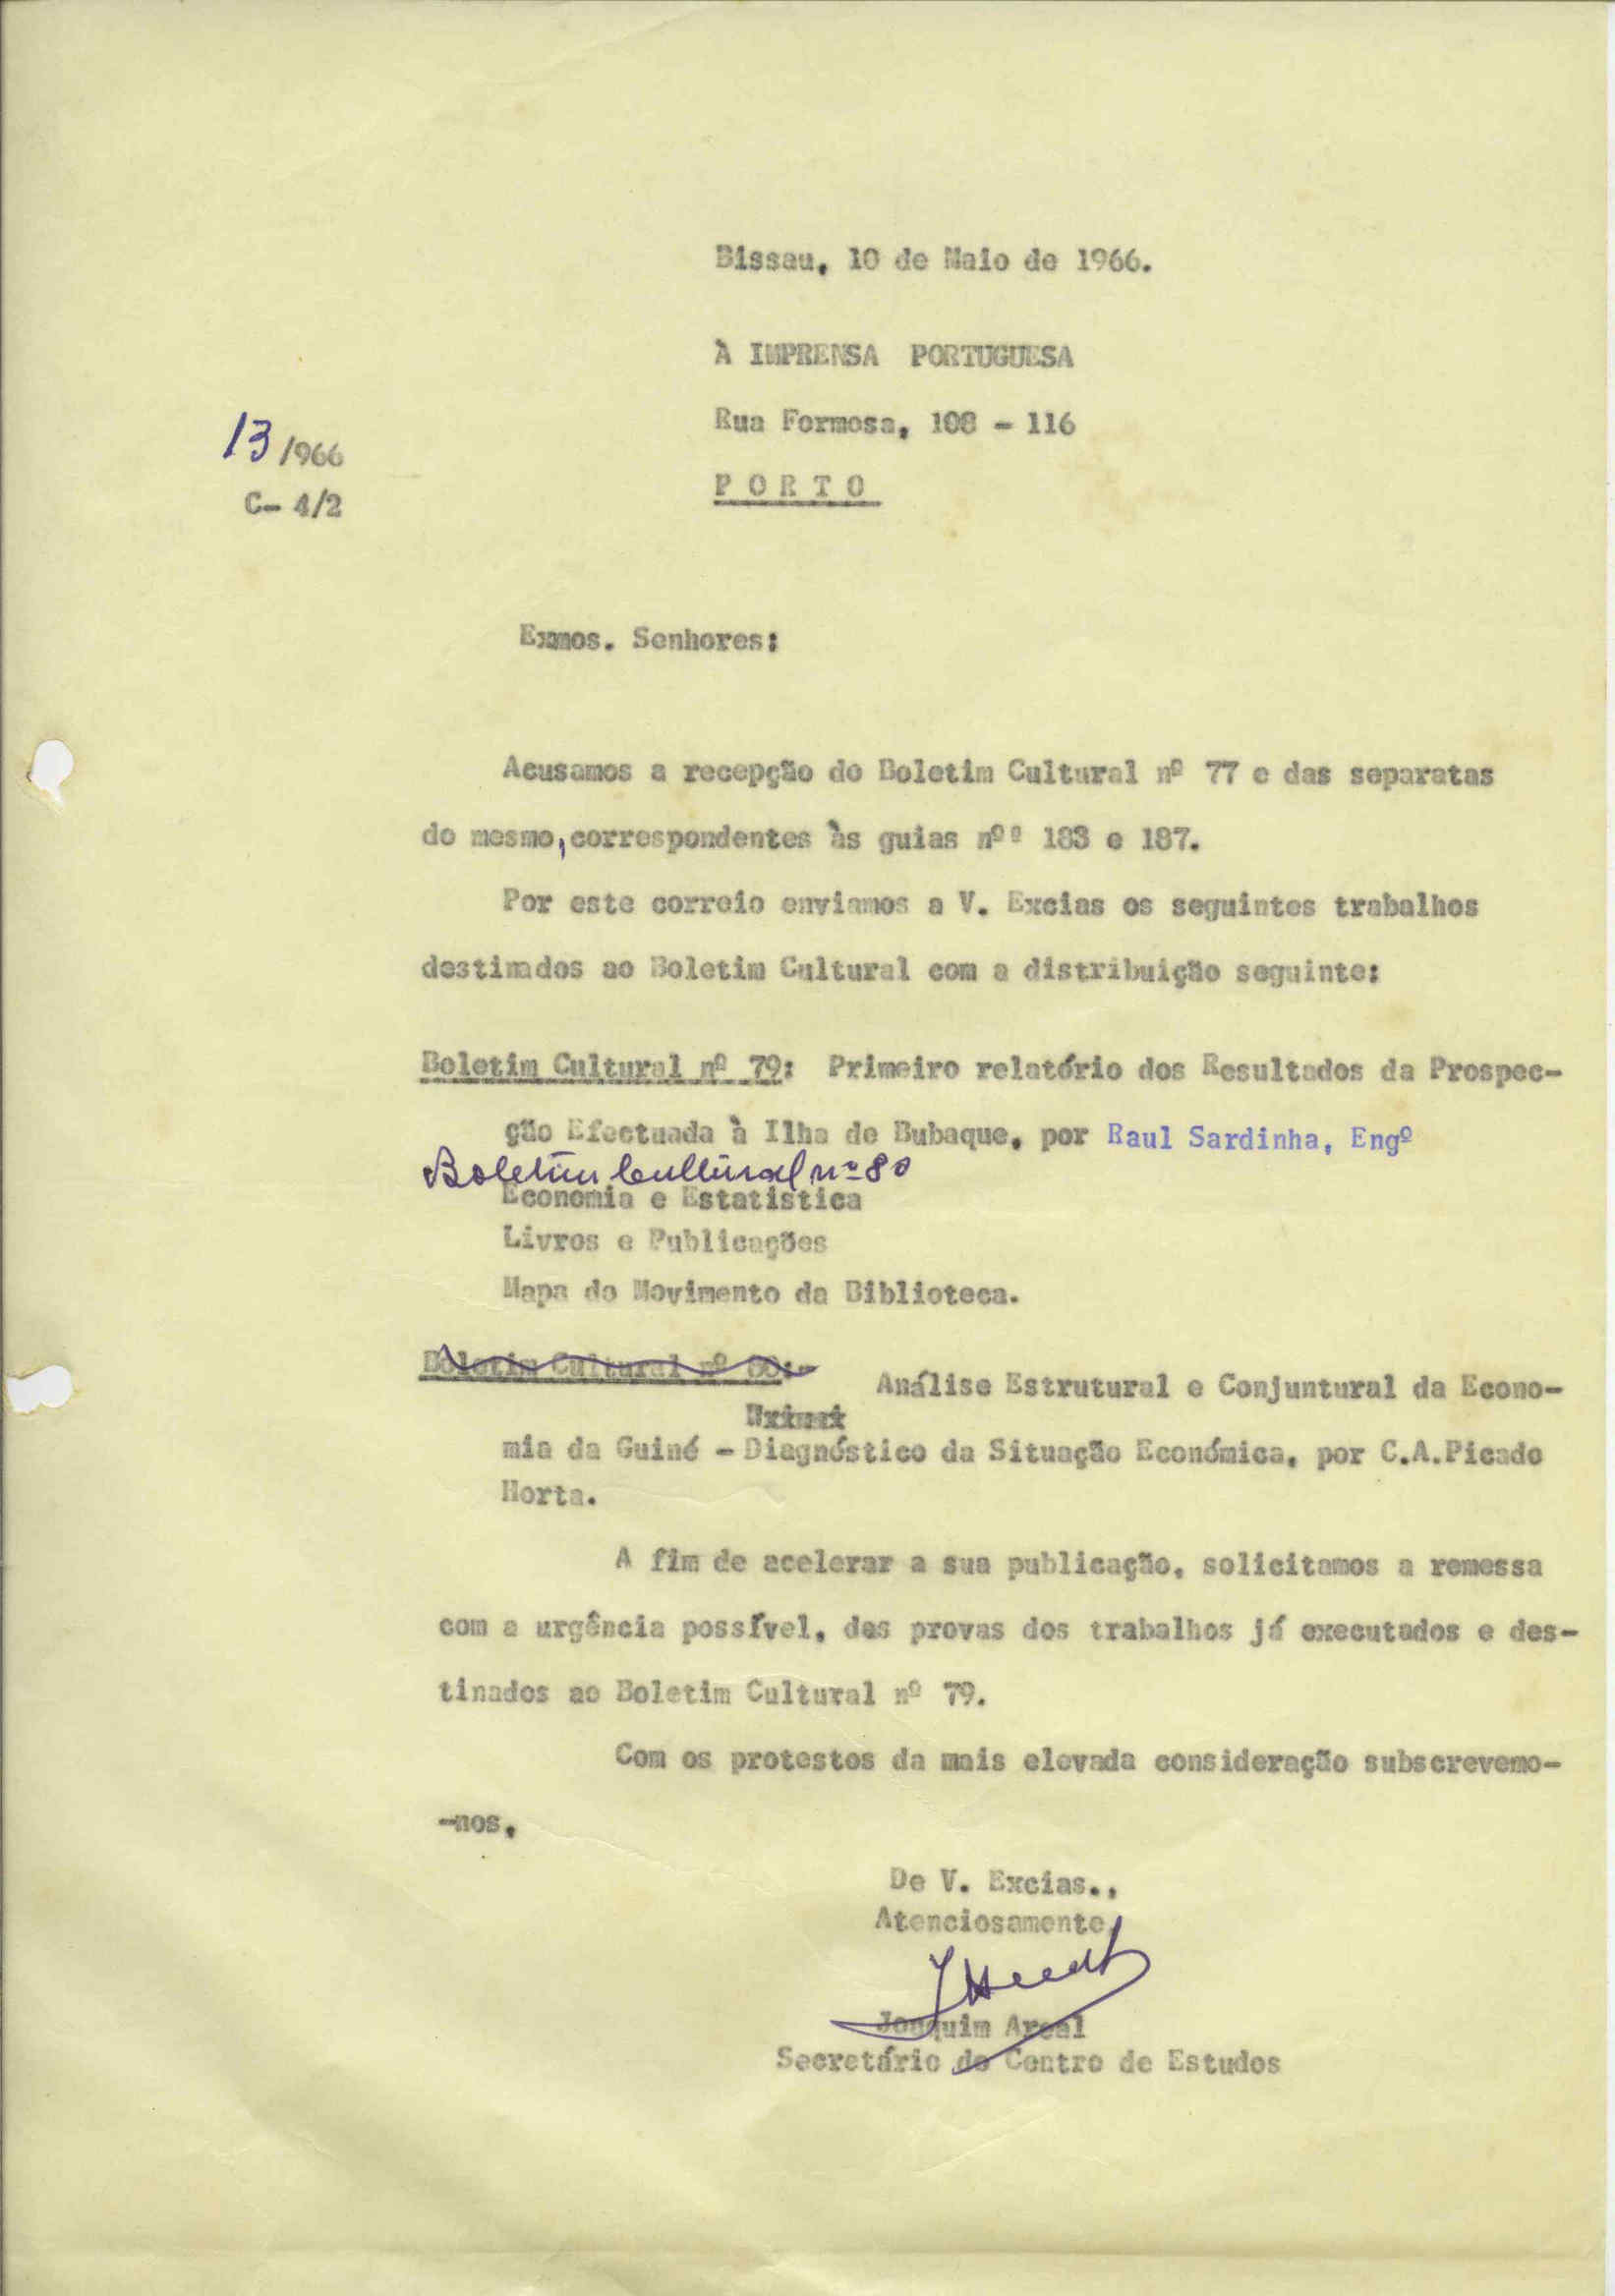 Bissau, 10 de Maio de 1966.
À IMPRENSA PORTUGUESA
Rua Formosa, 108 - 116
PORTO
13/966
C- 4/2
Exmos. Senhores:
Acusamos a recepção do Boletim Cultural nº 77 e das separatas
do mesmo, correspondentes às guias nºº 183 e 187.
Por este correio enviamos a V. Excias os seguintes trabalhos
destinados ao Boletim Cultural com a distribuição seguinte:
Boletim Cultural nº 79: Primeiro relatório dos Resultados da Prospec-
ção Efectuada à Ilha de Bubaque, por Raul Sardinha, Engº
Boletim Cultural nº 80
Economia e Estatistica
Livros e Publicações
Mapa do Movimento da Biblioteca.
Boletim Cultural nº 80:-
Análise Estrutural e Conjuntural da Econo-
mia da Guiné - Diagnóstico da Situação Económica, por C.A.Picado
Horta.
A fim de acelerar a sua publicação, solicitamos a remessa
com a urgência possível, das provas dos trabalhos já executados e des-
tinados ao Boletim Cultural nº 79.
Com os protestos da mais elevada consideração subscrevemo-
-nos,
De V. Excias.,
Atenciosamente,
Joaquim Areal
Secretário do Centro de Estudos